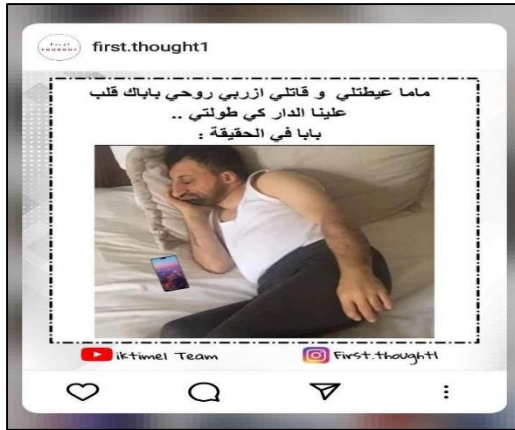 first.thought1
ماما عيطتلي و قاتلي ازربي روحي باباك قلب
علينا الدار كي طولتي ..
بابا في الحقيقة :
iktimel Team
First.thought1